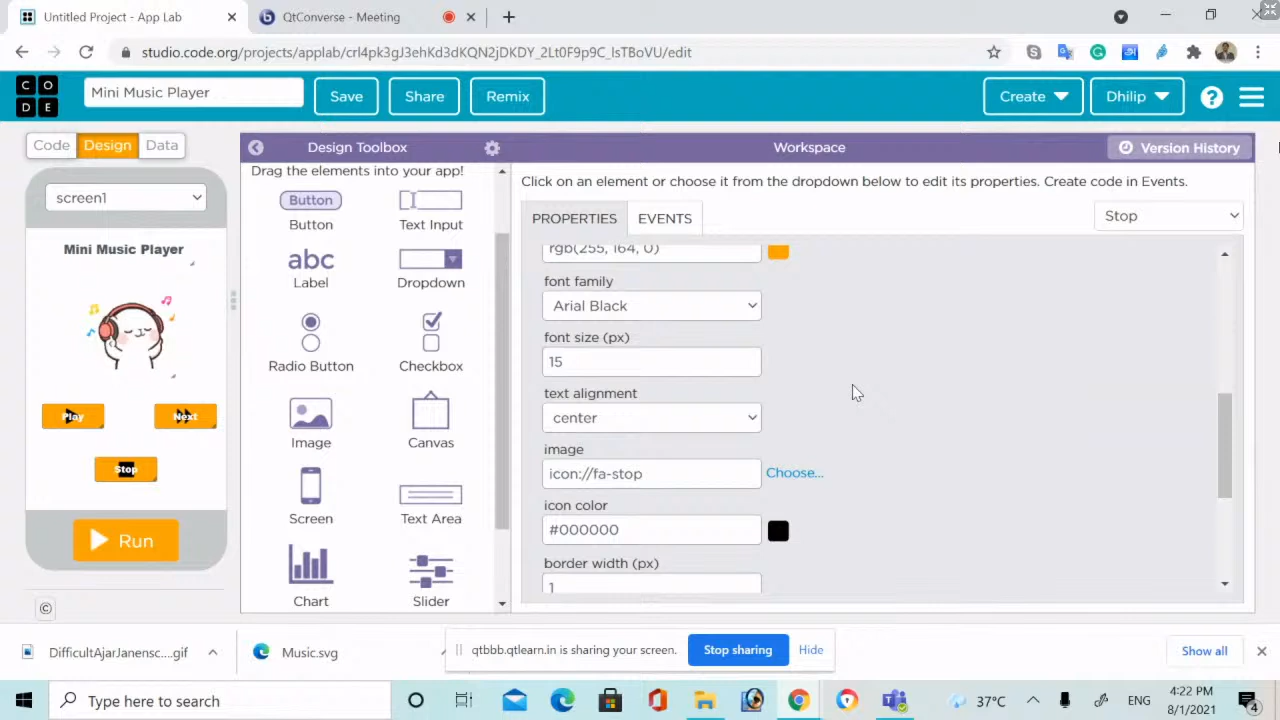 Untitled Project - App Lab
QtConverse - Meeting
studio.code.org/projects/applab/crl4pk3gJ3ehKd3dKQN2jDKDY_2Lt0F9p9C_lsTBoVU/edit
C O
D E
Mini Music Player
Save
Share
Remix
Create
Dhilip
?
Code
Design
Data
Design Toolbox
Workspace
Version History
screen1
Mini Music Player
Play
Next
Stop
Run
©
Drag the elements into your app!
Button
Button
Text Input
abc
Label
Dropdown
Radio Button
Checkbox
Image
Canvas
Screen
Text Area
Chart
Slider
Click on an element or choose it from the dropdown below to edit its properties. Create code in Events.
PROPERTIES
EVENTS
Stop
rgb(255, 164, 0)
font family
Arial Black
font size (px)
15
text alignment
center
image
icon://fa-stop
Choose...
icon color
#000000
border width (px)
1
DifficultAjarJanensc....gif
Music.svg
qtbbb.qtlearn.in is sharing your screen.
Stop sharing
Hide
Show all
Type here to search
37°C
ENG
4:22 PM
8/1/2021
4